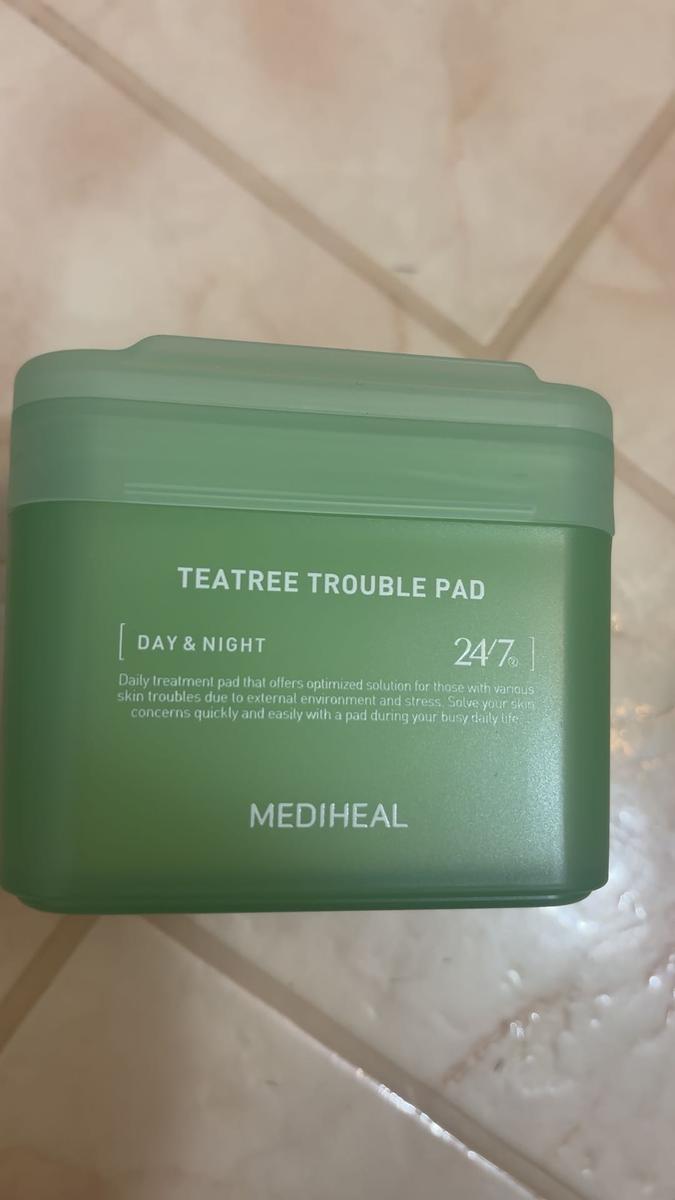 TEATREE TROUBLE PAD
[ DAY & NIGHT 24/7® ]
Daily treatment pad that offers optimized solution for those with various
skin troubles due to external environment and stress. Solve your skin
concerns quickly and easily with a pad during your busy daily life.
MEDIHEAL